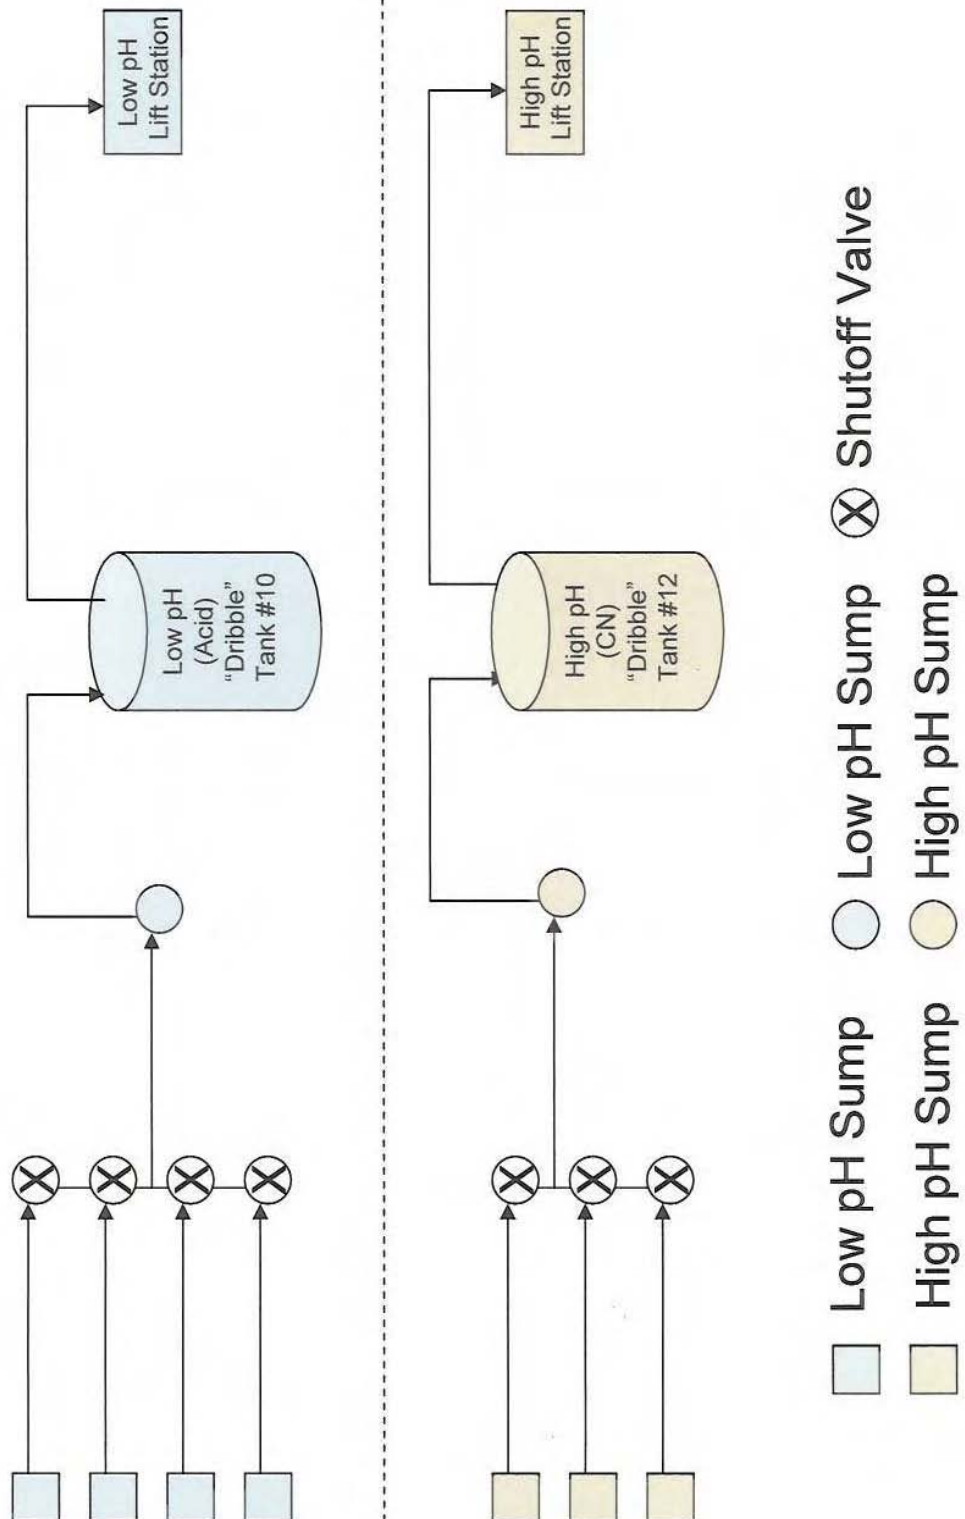 Low pH
(Acid)
“Dribble”
Tank #10
Low pH
Lift Station
High pH
(CN)
“Dribble”
Tank #12
High pH
Lift Station
X
X
X
X
X
X
X
Low pH Sump
Low pH Sump
X Shutoff Valve
High pH Sump
High pH Sump